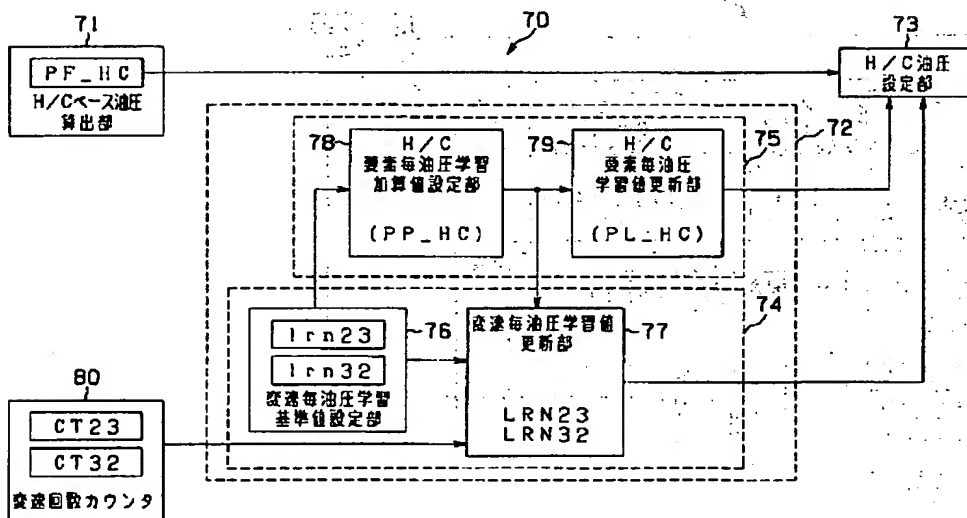 70
71
PF_HC
H/Cベース油圧
算出部
73
H/C油圧
設定部
72
75
78
H/C
要素毎油圧学習
加算値設定部
(PP_HC)
79
H/C
要素毎油圧
学習値更新部
(PL_HC)
74
76
lrn23
lrn32
変速毎油圧学習
基準値設定部
77
変速毎油圧学習値
更新部
LRN23
LRN32
80
CT23
CT32
変速回数カウンタ